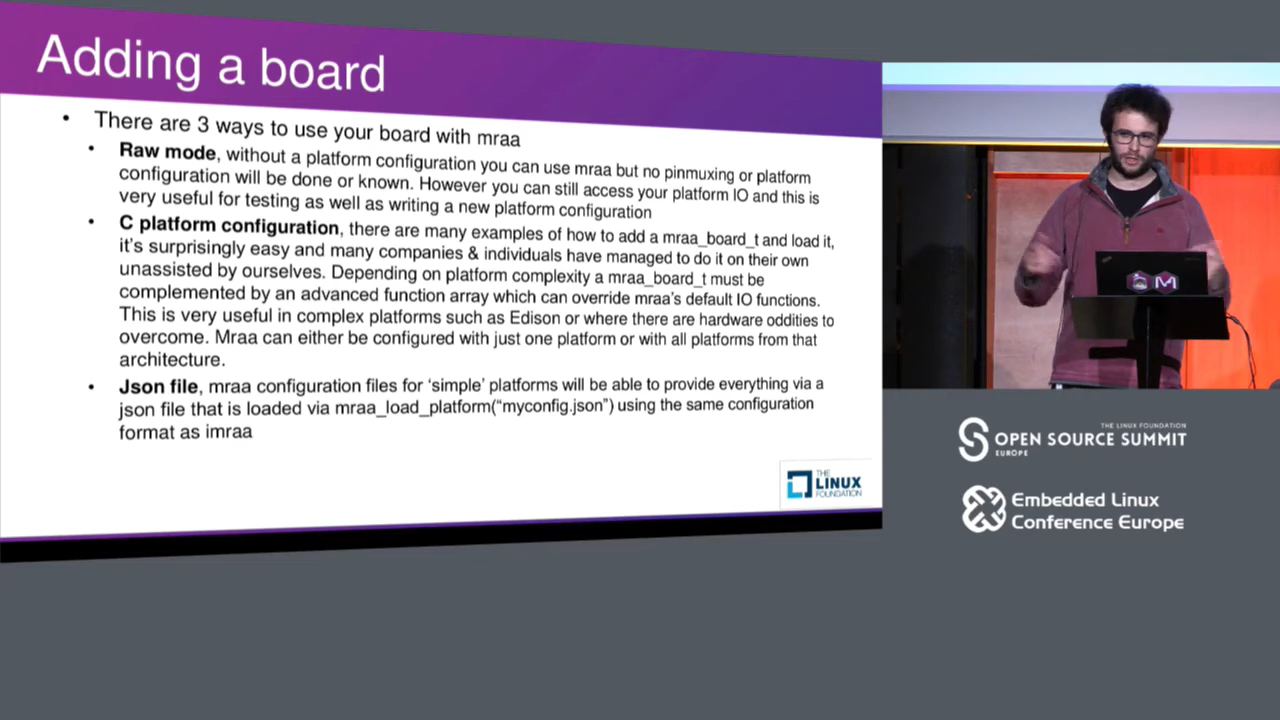 Adding a board
• There are 3 ways to use your board with mraa
• Raw mode, without a platform configuration you can use mraa but no pinmuxing or platform
configuration will be done or known. However you can still access your platform IO and this is
very useful for testing as well as writing a new platform configuration
• C platform configuration, there are many examples of how to add a mraa_board_t and load it,
it's surprisingly easy and many companies & individuals have managed to do it on their own
unassisted by ourselves. Depending on platform complexity a mraa_board_t must be
complemented by an advanced function array which can override mraa's default IO functions.
This is very useful in complex platforms such as Edison or where there are hardware oddities to
overcome. Mraa can either be configured with just one platform or with all platforms from that
architecture.
• Json file, mraa configuration files for 'simple' platforms will be able to provide everything via a
json file that is loaded via mraa_load_platform("myconfig.json") using the same configuration
format as imraa
THE
LINUX
FOUNDATION
THE LINUX FOUNDATION
OPEN SOURCE SUMMIT
EUROPE
Embedded Linux
Conference Europe